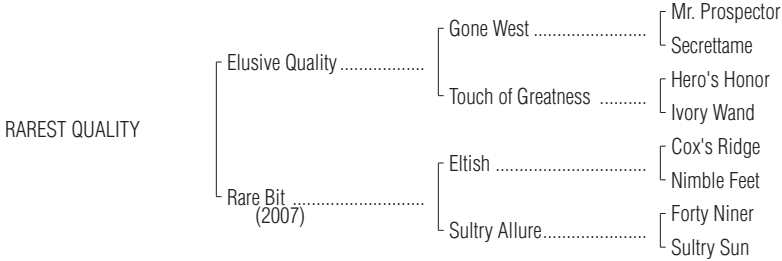 Mr. Prospector
Gone West ........................
Secrettame
Elusive Quality ..................
Hero's Honor
Touch of Greatness ..........
Ivory Wand
RAREST QUALITY
Cox's Ridge
Eltish ................................
Nimble Feet
Rare Bit ............................
(2007)
Forty Niner
Sultry Allure......................
Sultry Sun